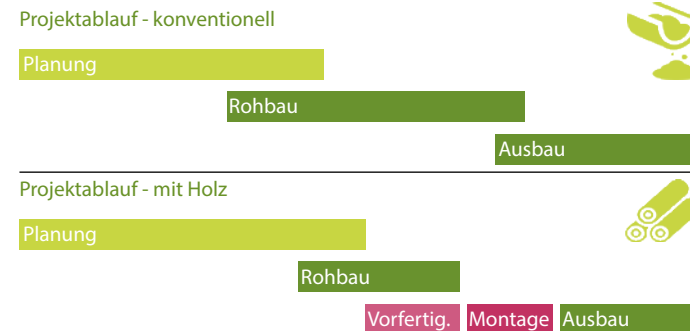 Projektablauf - konventionell
Planung
Rohbau
Ausbau
Projektablauf - mit Holz
Planung
Rohbau
Vorfertig. Montage Ausbau